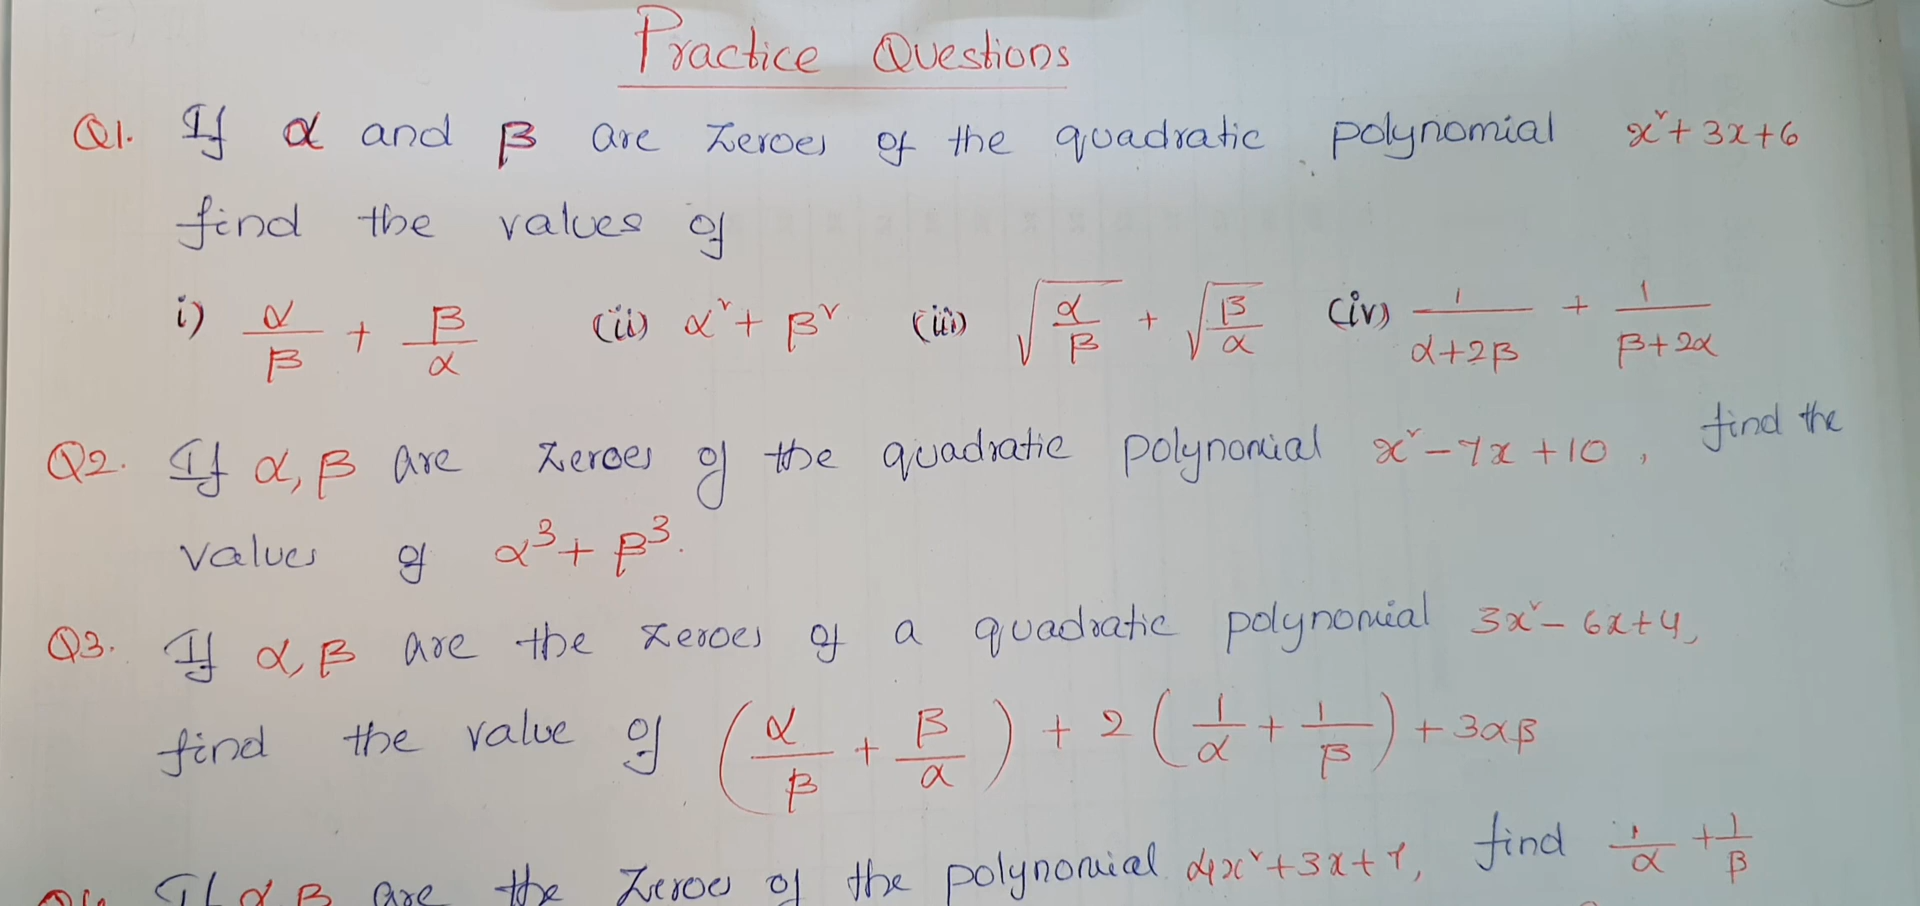 Practice Questions
Q1. If α and β are zeroes of the quadratic polynomial x²+3x+6
find the values of
i) α/β + β/α (ii) α²+β² (iii) √(α/β) + √(β/α) (iv) 1/(α+2β) + 1/(β+2α)
Q2. If α, β are zeroes of the quadratic polynomial x²-7x+10, find the
values of α³+β³.
Q3. If α, β are the zeroes of a quadratic polynomial 3x²-6x+4,
find the value of (α/β + β/α) + 2(1/α + 1/β) + 3αβ
If α β are the zeroes of the polynomial 4x²+3x+7, find 1/α + 1/β